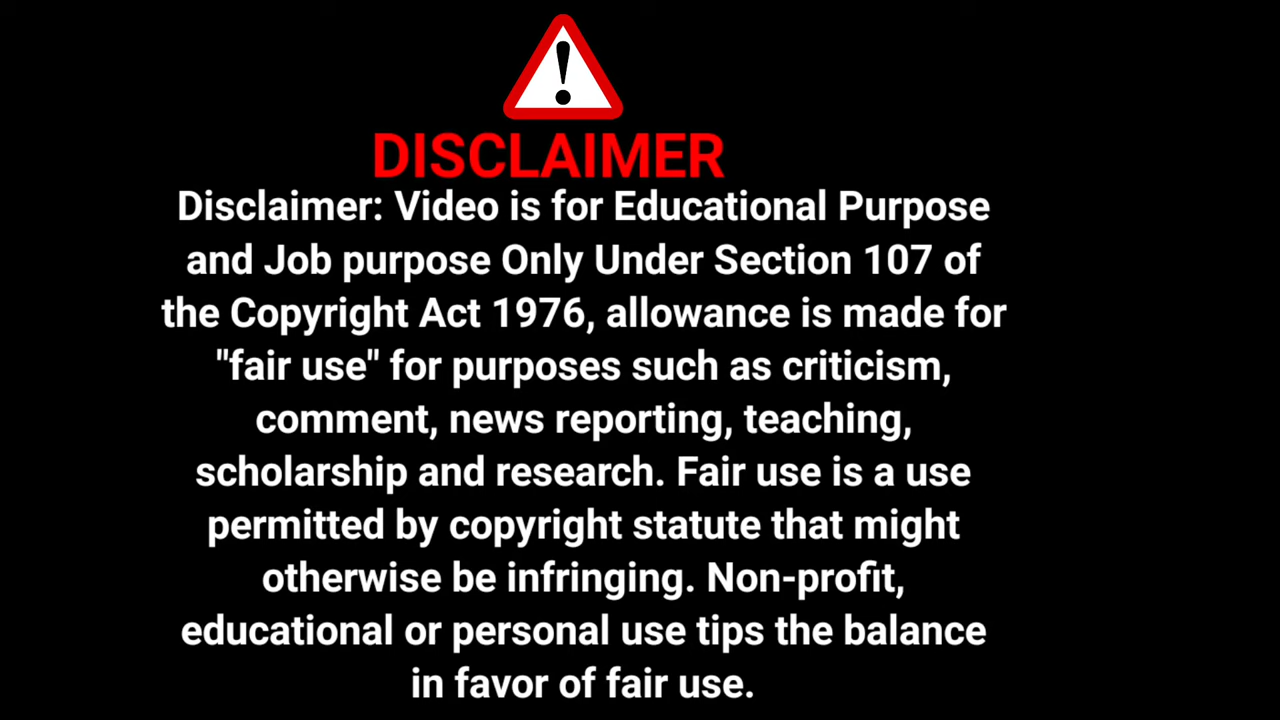 DISCLAIMER
Disclaimer: Video is for Educational Purpose
and Job purpose Only Under Section 107 of
the Copyright Act 1976, allowance is made for
"fair use" for purposes such as criticism,
comment, news reporting, teaching,
scholarship and research. Fair use is a use
permitted by copyright statute that might
otherwise be infringing. Non-profit,
educational or personal use tips the balance
in favor of fair use.